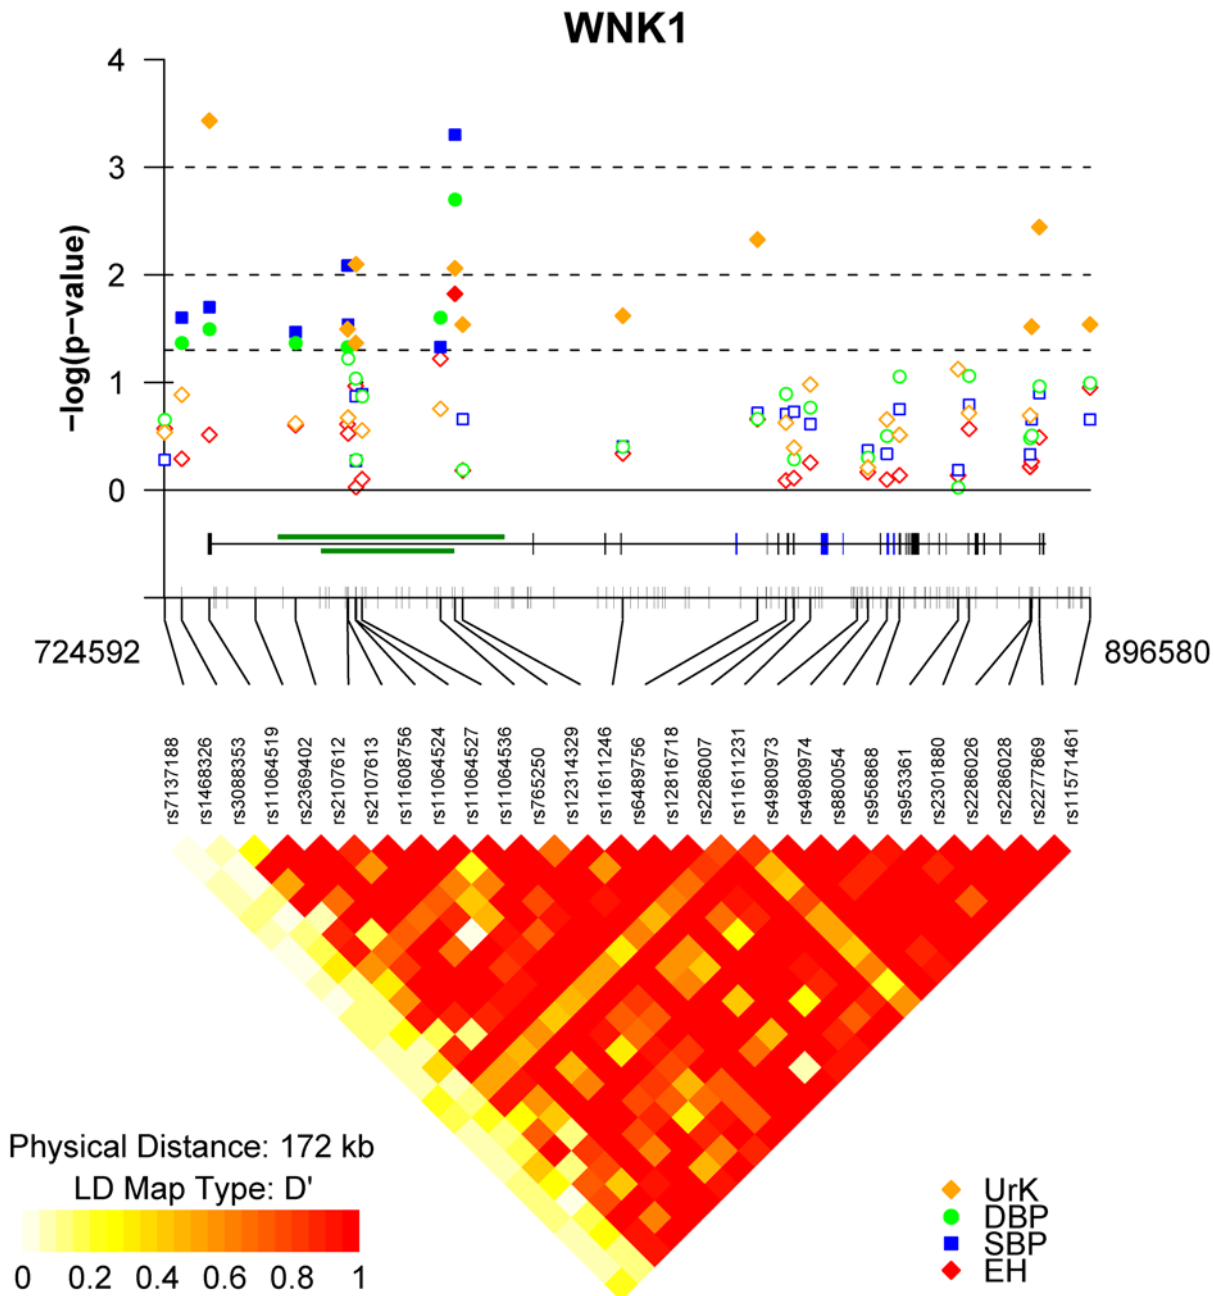 WNK1
4
3
2
1
0
−log(p−value)
724592
896580
rs7137188
rs1468326
rs3088353
rs11064519
rs2369402
rs2107612
rs2107613
rs11608756
rs11064524
rs11064527
rs11064536
rs765250
rs12314329
rs11611246
rs6489756
rs12816718
rs2286007
rs11611231
rs4980973
rs4980974
rs880054
rs956868
rs953361
rs2301880
rs2286026
rs2286028
rs2277869
rs11571461
Physical Distance: 172 kb
LD Map Type: D'
0 0.2 0.4 0.6 0.8 1
UrK
DBP
SBP
EH